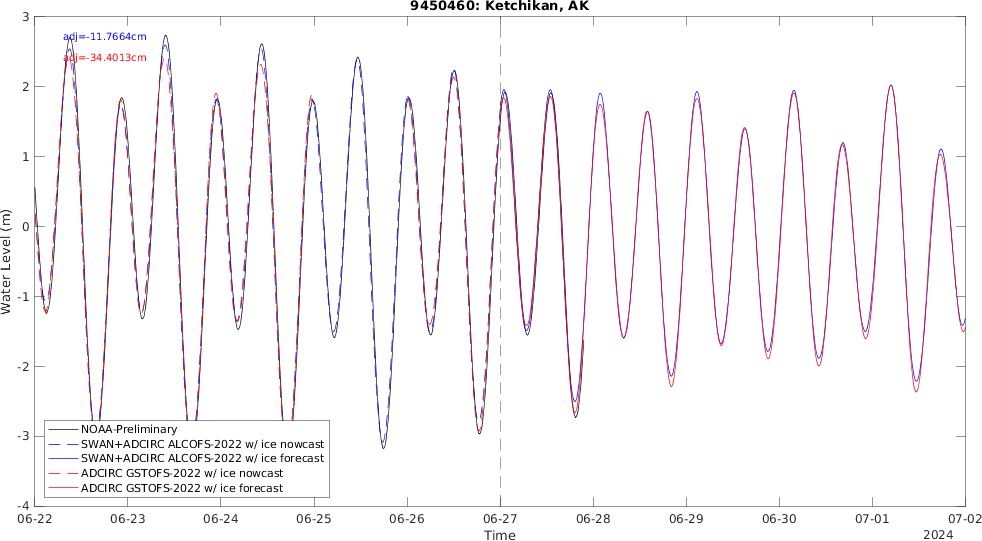 9450460: Ketchikan, AK
adj=-11.7664cm
adj=-34.4013cm
3
2
1
0
-1
-2
-3
-4
Water Level (m)
NOAA-Preliminary
SWAN+ADCIRC ALCOFS-2022 w/ ice nowcast
SWAN+ADCIRC ALCOFS-2022 w/ ice forecast
ADCIRC GSTOFS-2022 w/ ice nowcast
ADCIRC GSTOFS-2022 w/ ice forecast
06-22 06-23 06-24 06-25 06-26 06-27 06-28 06-29 06-30 07-01 07-02
Time
2024